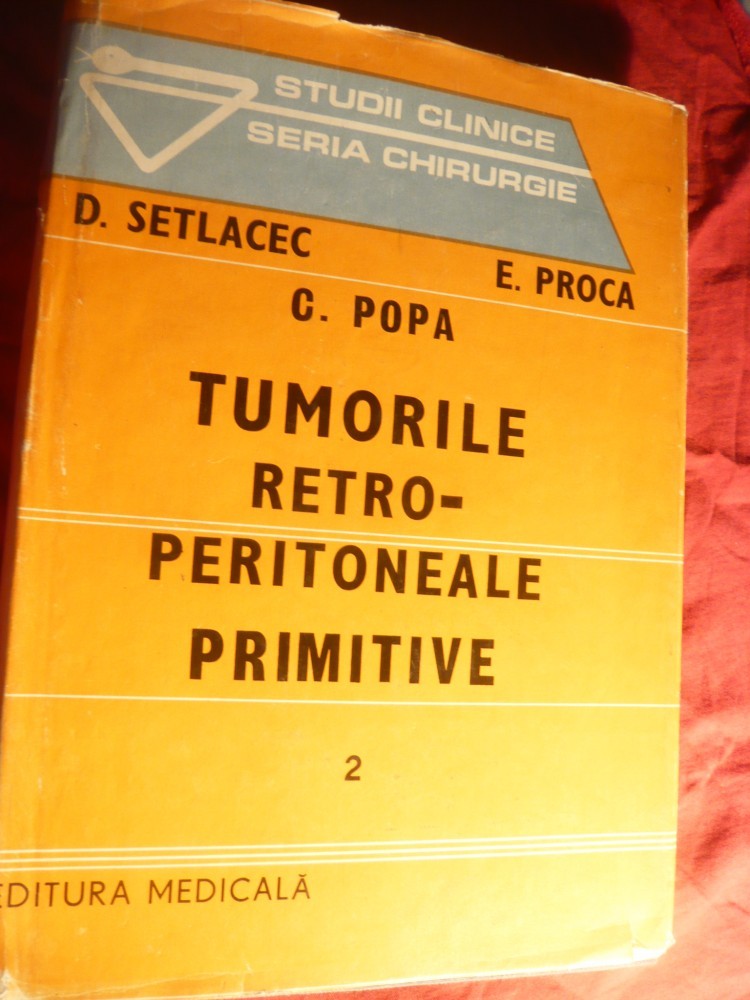 STUDII CLINICE
SERIA CHIRURGIE
D. SETLACEC
E. PROCA
C. POPA
TUMORILE
RETRO-
PERITONEALE
PRIMITIVE
2
EDITURA MEDICALĂ